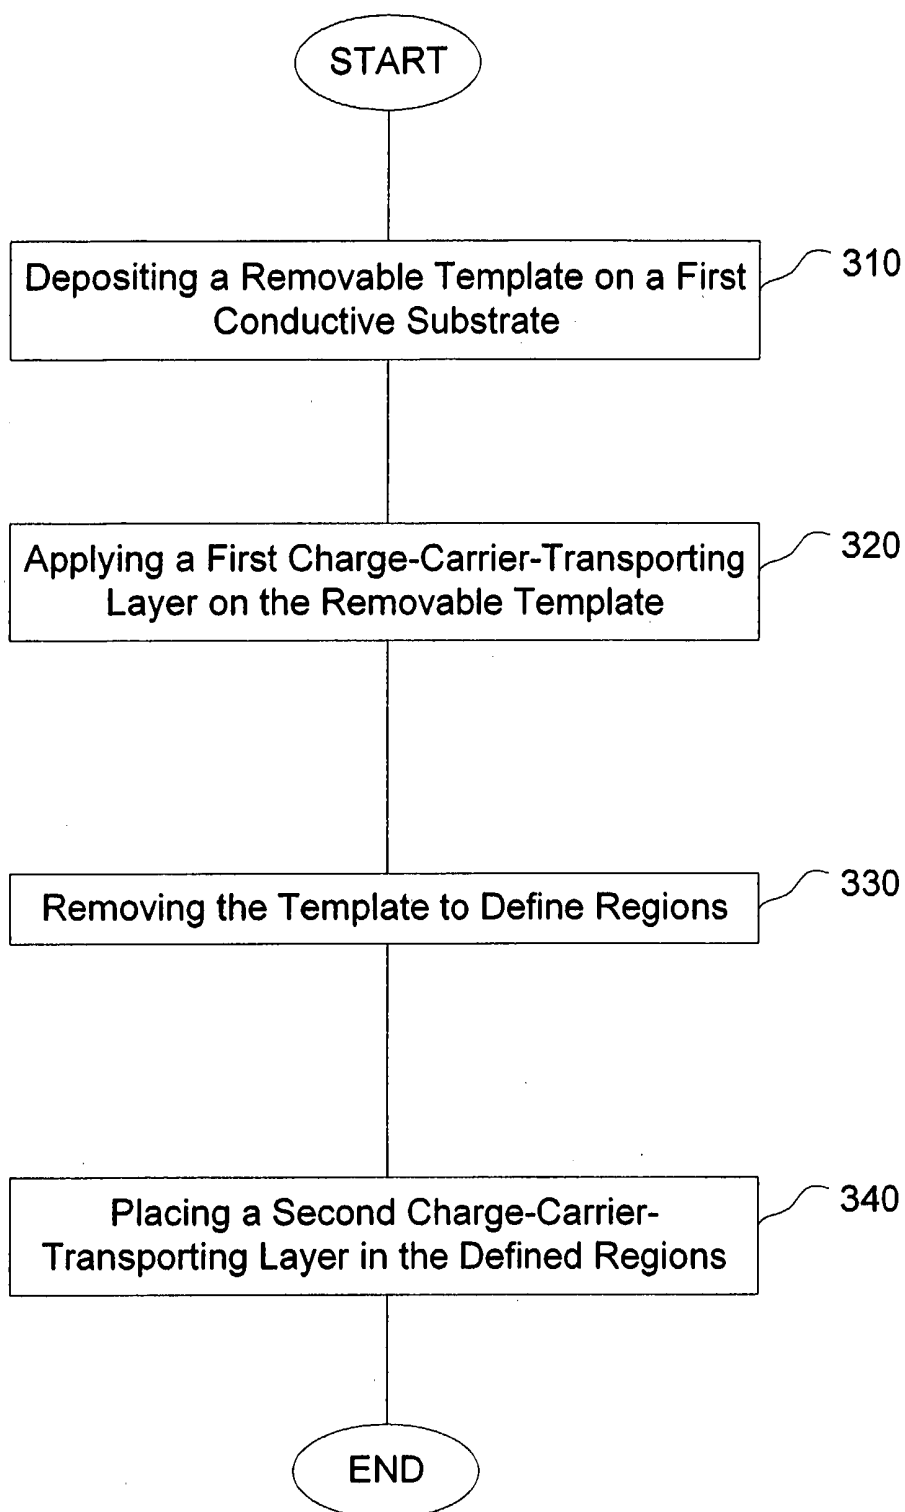 START
Depositing a Removable Template on a First
Conductive Substrate
310
Applying a First Charge-Carrier-Transporting
Layer on the Removable Template
320
Removing the Template to Define Regions
330
Placing a Second Charge-Carrier-
Transporting Layer in the Defined Regions
340
END